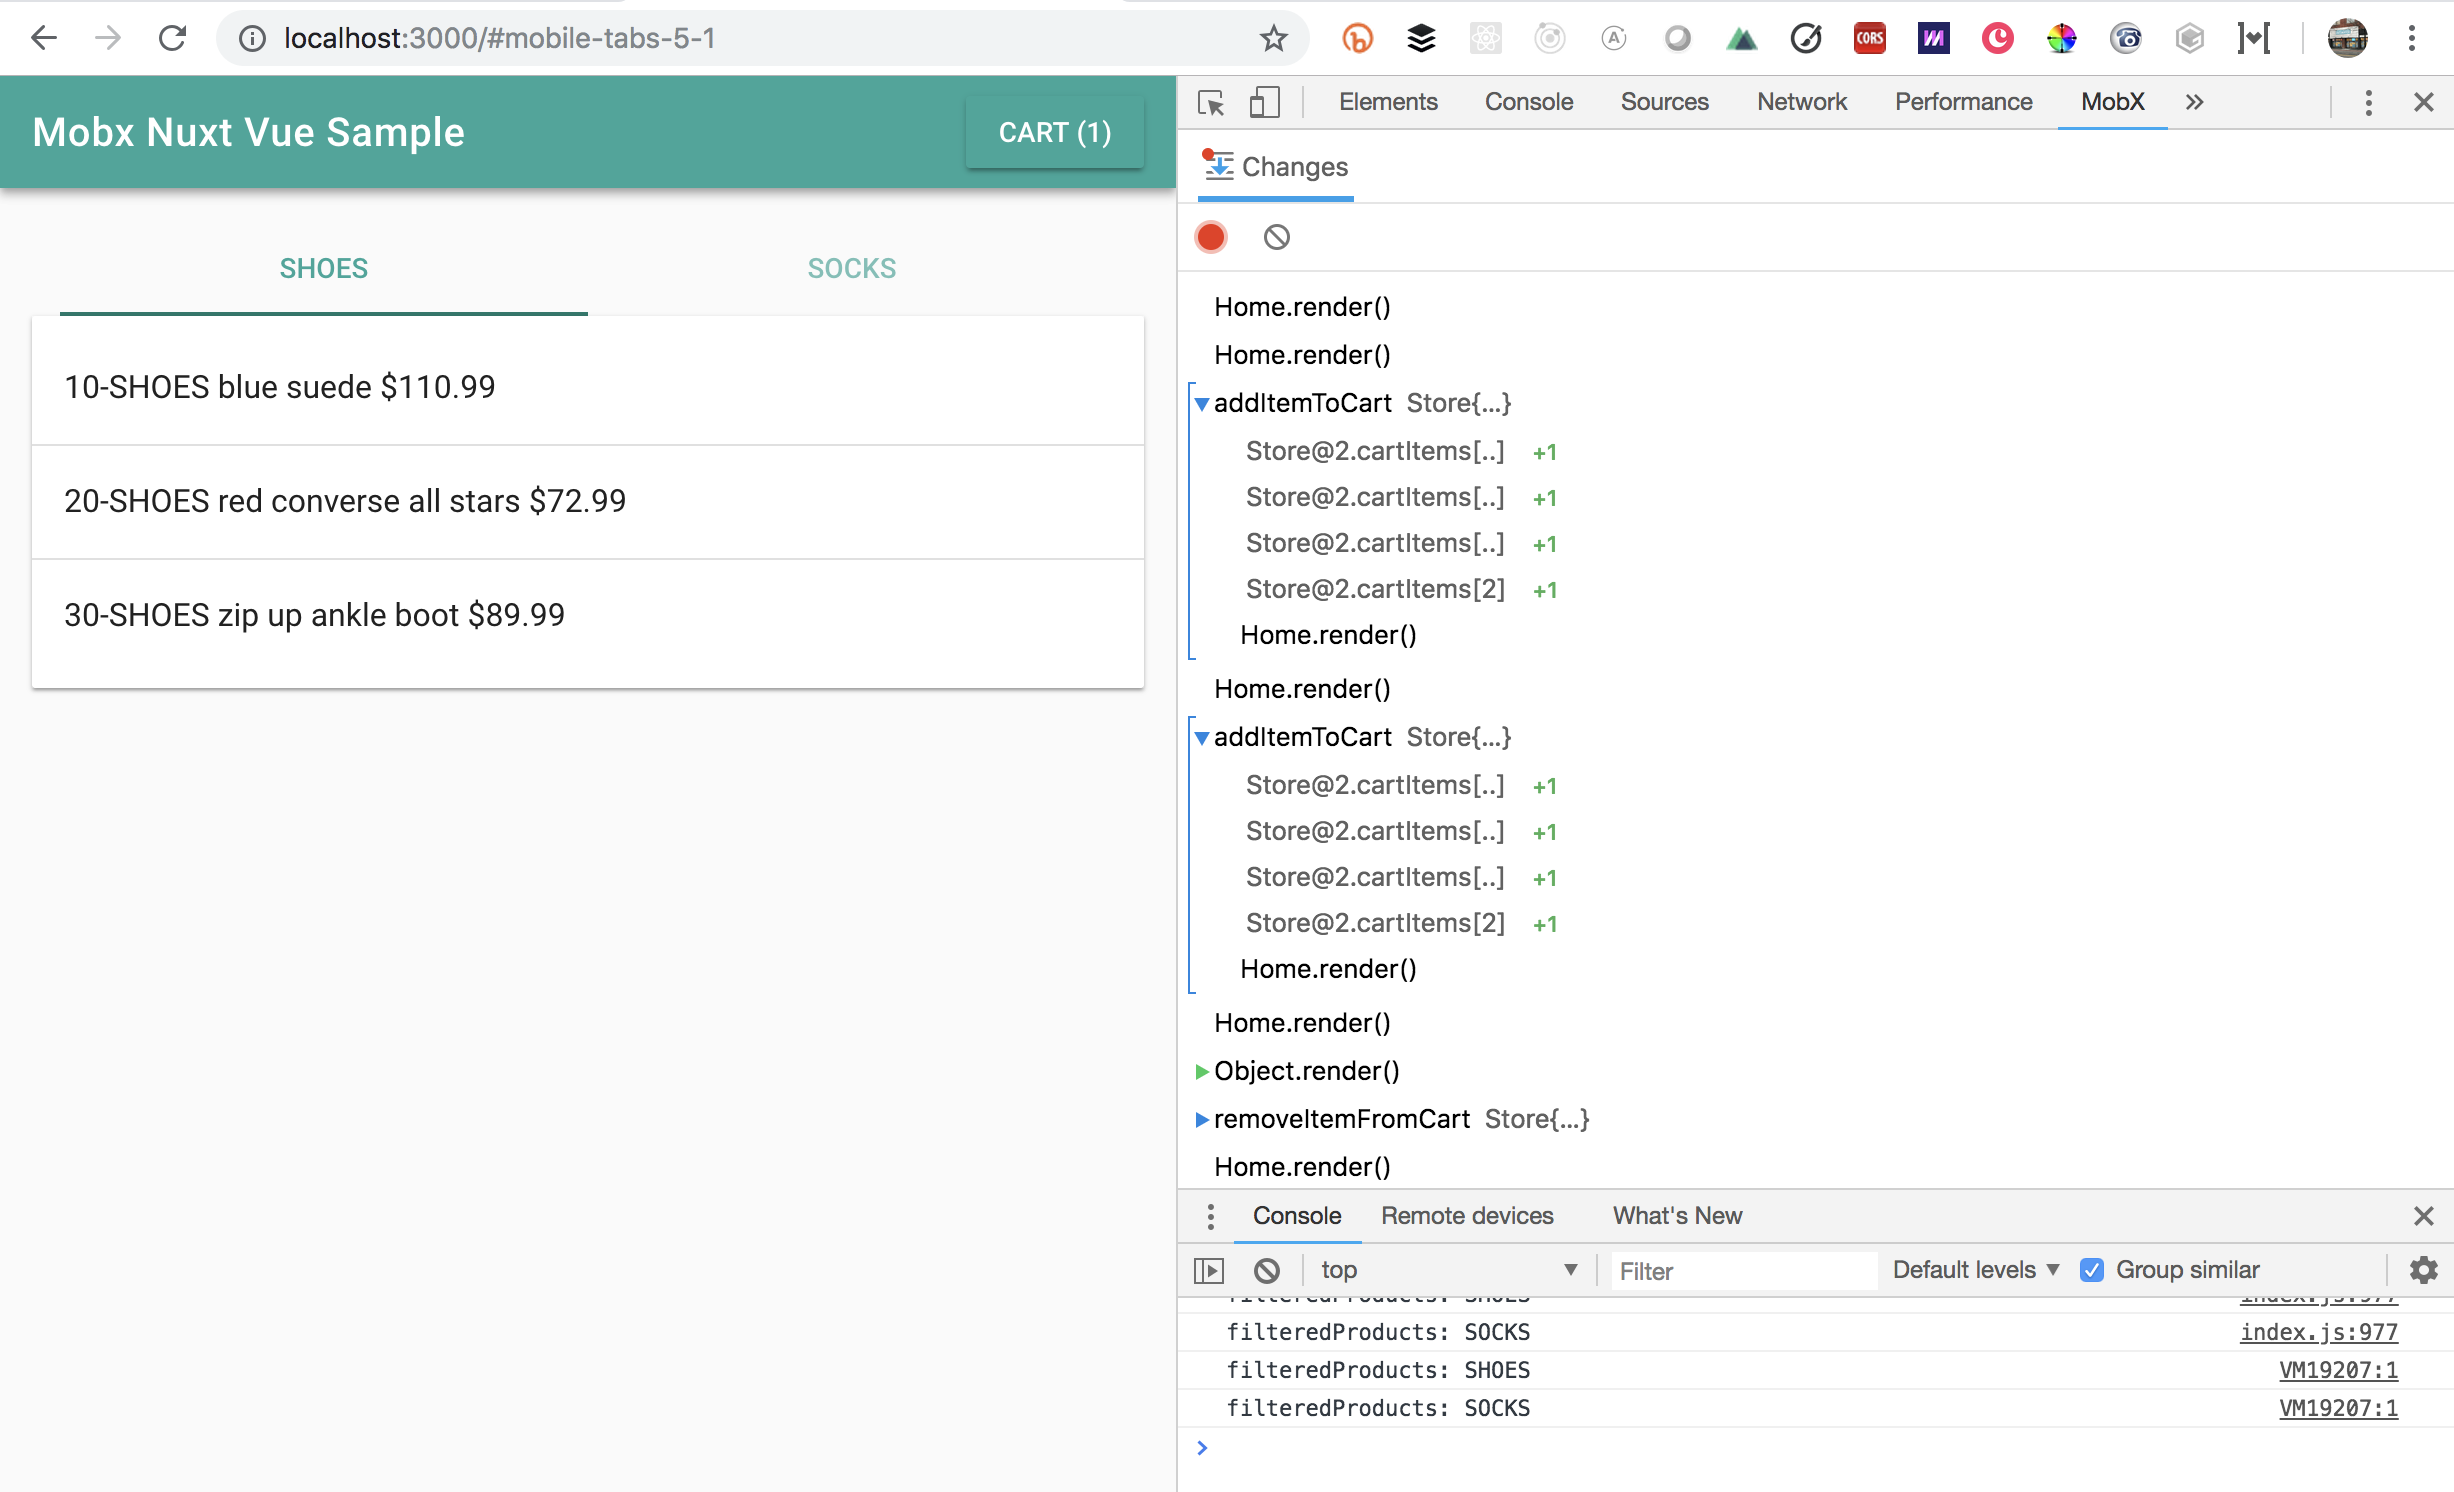 localhost:3000/#mobile-tabs-5-1
CORS
Mobx Nuxt Vue Sample
CART (1)
SHOES SOCKS
10-SHOES blue suede $110.99
20-SHOES red converse all stars $72.99
30-SHOES zip up ankle boot $89.99
Elements Console Sources Network Performance MobX »
Changes
Home.render()
Home.render()
addItemToCart Store{...}
Store@2.cartItems[..] +1
Store@2.cartItems[..] +1
Store@2.cartItems[..] +1
Store@2.cartItems[2] +1
Home.render()
Home.render()
addItemToCart Store{...}
Store@2.cartItems[..] +1
Store@2.cartItems[..] +1
Store@2.cartItems[..] +1
Store@2.cartItems[2] +1
Home.render()
Home.render()
Object.render()
removeItemFromCart Store{...}
Home.render()
Console Remote devices What's New
top Filter Default levels Group similar
filteredProducts: SHOES index.js:977
filteredProducts: SOCKS index.js:977
filteredProducts: SHOES VM19207:1
filteredProducts: SOCKS VM19207:1